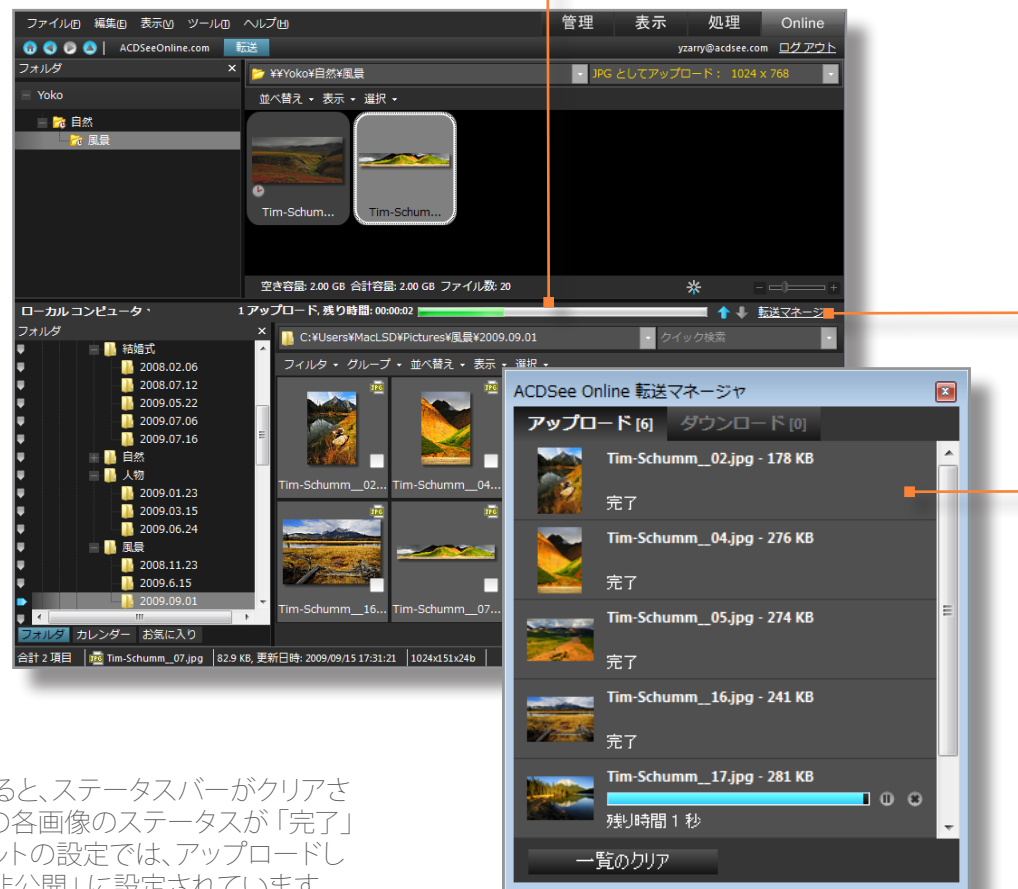 ファイル(F) 編集(E) 表示(V) ツール(T) ヘルプ(H)
管理 表示 処理 Online
ACDSeeOnline.com 転送
yzarry@acdsee.com ログ アウト
フォルダ ×
¥¥Yoko¥自然¥風景
JPG としてアップロード： 1024 x 768
Yoko
自然
風景
並べ替え 表示 選択
Tim-Schum... Tim-Schum...
空き容量: 2.00 GB 合計容量: 2.00 GB ファイル数: 20
ローカル コンピュータ
1 アップロード, 残り時間: 00:00:02
転送マネージ
フォルダ ×
結婚式
2008.02.06
2008.07.12
2009.05.22
2009.07.06
2009.07.16
自然
人物
2009.01.23
2009.03.15
2009.06.24
風景
2008.11.23
2009.6.15
2009.09.01
フォルダ カレンダー お気に入り
C:¥Users¥MacLSD¥Pictures¥風景¥2009.09.01
クイック検索
フィルタ グループ 並べ替え 表示 選択
JPG JPG
Tim-Schumm__02... Tim-Schumm__04...
JPG JPG
Tim-Schumm__16... Tim-Schumm__07...
合計 2 項目 JPG Tim-Schumm__07.jpg 82.9 KB, 更新日時: 2009/09/15 17:31:21 1024x151x24b
ACDSee Online 転送マネージャ
アップロード [6] ダウンロード [0]
Tim-Schumm__02.jpg - 178 KB
完了
Tim-Schumm__04.jpg - 276 KB
完了
Tim-Schumm__05.jpg - 274 KB
完了
Tim-Schumm__16.jpg - 241 KB
完了
Tim-Schumm__17.jpg - 281 KB
残り時間 1 秒
一覧のクリア
ると、ステータスバーがクリアさ
の各画像のステータスが「完了」
ントの設定では、アップロードし
非公開」に設定されています。